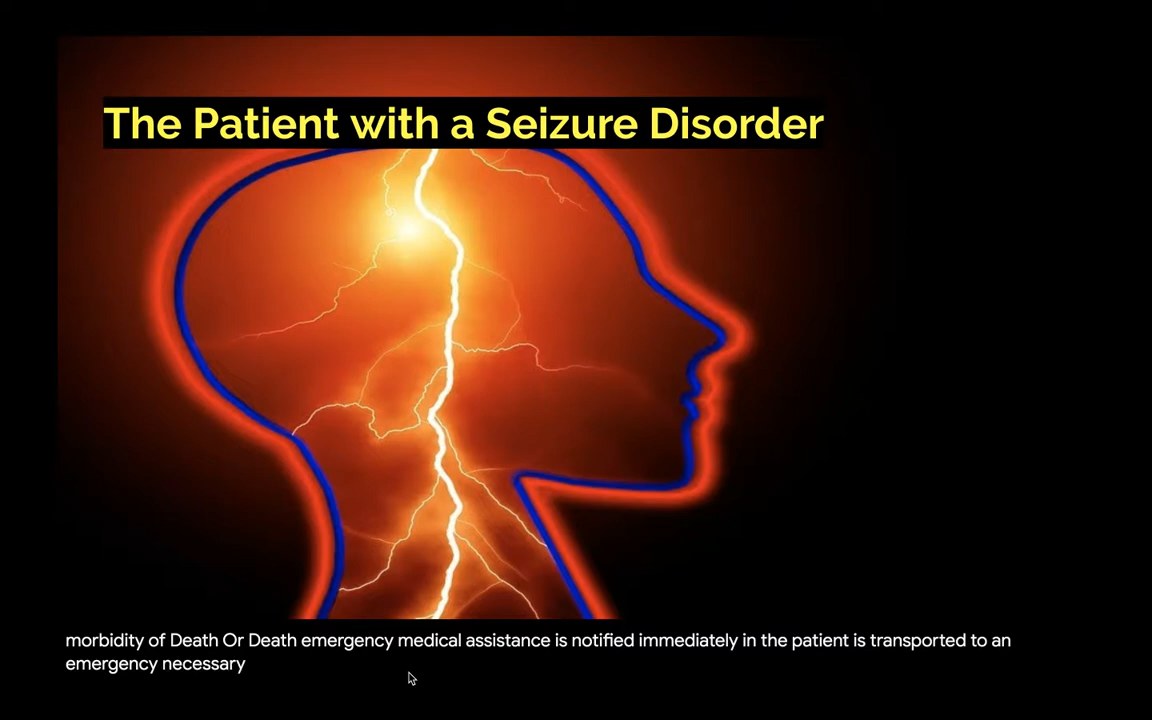 The Patient with a Seizure Disorder
morbidity of Death Or Death emergency medical assistance is notified immediately in the patient is transported to an
emergency necessary